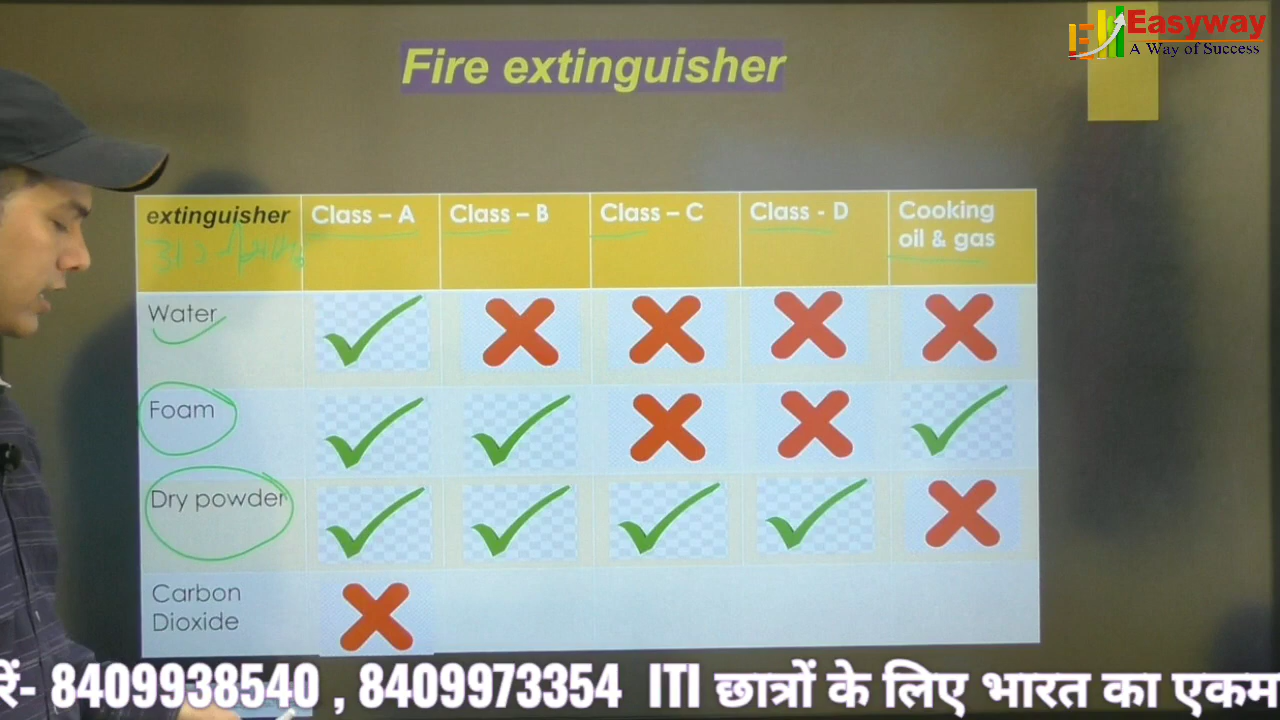 Easyway
A Way of Success
Fire extinguisher
extinguisher Class – A Class – B Class – C Class - D Cooking oil & gas
Water
Foam
Dry powder
Carbon Dioxide
रें- 8409938540 , 8409973354 ITI छात्रों के लिए भारत का एकमा